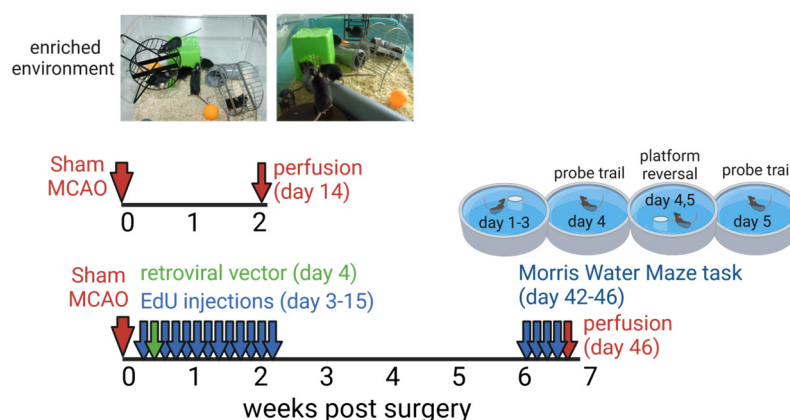 enriched
environment
Sham
MCAO
perfusion
(day 14)
0 1 2
probe trail
platform
reversal
probe trai
day 1-3
day 4
day 4,5
day 5
Sham
MCAO
retroviral vector (day 4)
EdU injections (day 3-15)
Morris Water Maze task
(day 42-46)
perfusion
(day 46)
0 1 2 3 4 5 6 7
weeks post surgery